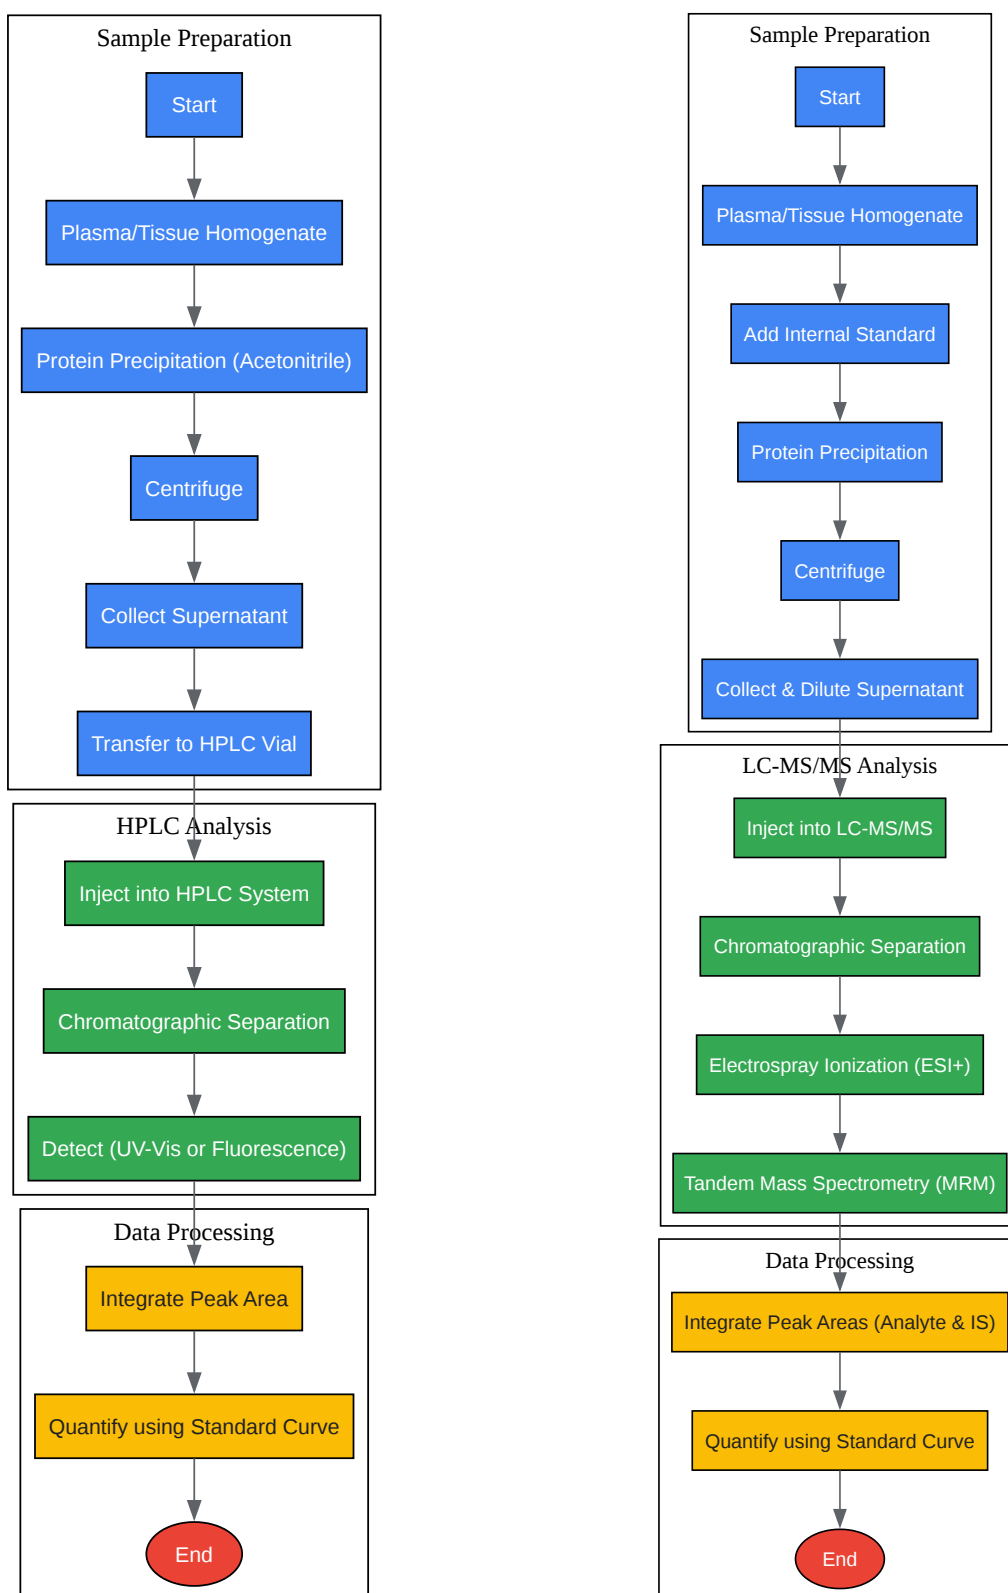 Sample Preparation
Start
Plasma/Tissue Homogenate
Protein Precipitation (Acetonitrile)
Centrifuge
Collect Supernatant
Transfer to HPLC Vial
HPLC Analysis
Inject into HPLC System
Chromatographic Separation
Detect (UV-Vis or Fluorescence)
Data Processing
Integrate Peak Area
Quantify using Standard Curve
End
Sample Preparation
Start
Plasma/Tissue Homogenate
Add Internal Standard
Protein Precipitation
Centrifuge
Collect & Dilute Supernatant
LC-MS/MS Analysis
Inject into LC-MS/MS
Chromatographic Separation
Electrospray Ionization (ESI+)
Tandem Mass Spectrometry (MRM)
Data Processing
Integrate Peak Areas (Analyte & IS)
Quantify using Standard Curve
End